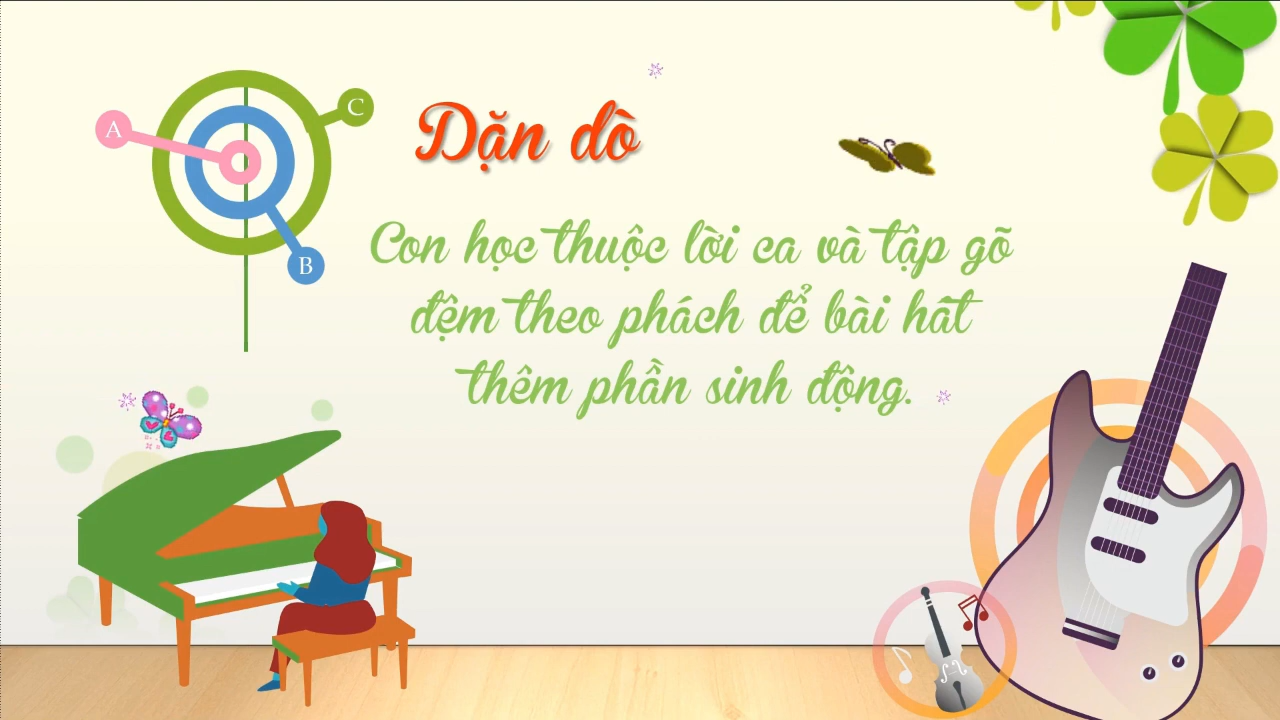 A
C
B
Dặn dò
Con học thuộc lời ca và tập gõ
đệm theo phách để bài hát
thêm phần sinh động.